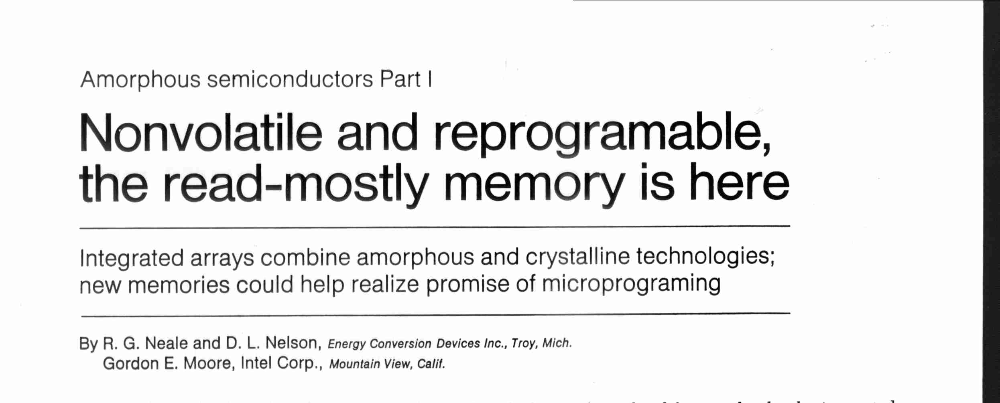 Amorphous semiconductors Part I
Nonvolatile and reprogramable,
the read-mostly memory is here
Integrated arrays combine amorphous and crystalline technologies;
new memories could help realize promise of microprograming
By R. G. Neale and D. L. Nelson, Energy Conversion Devices Inc., Troy, Mich.
Gordon E. Moore, Intel Corp., Mountain View, Calif.